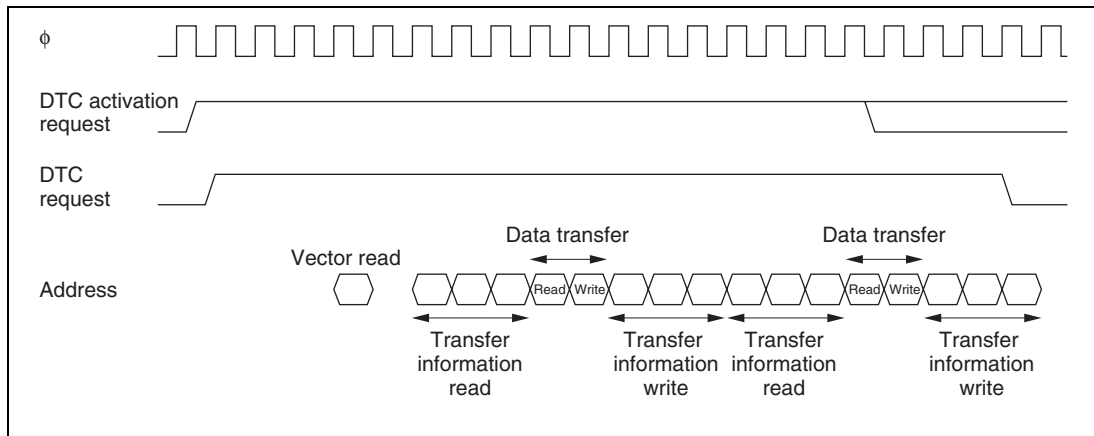 ϕ
DTC activation
request
DTC
request
Data transfer
Data transfer
Vector read
Address
Read Write
Read Write
Transfer
information
read
Transfer
information
write
Transfer
information
read
Transfer
information
write